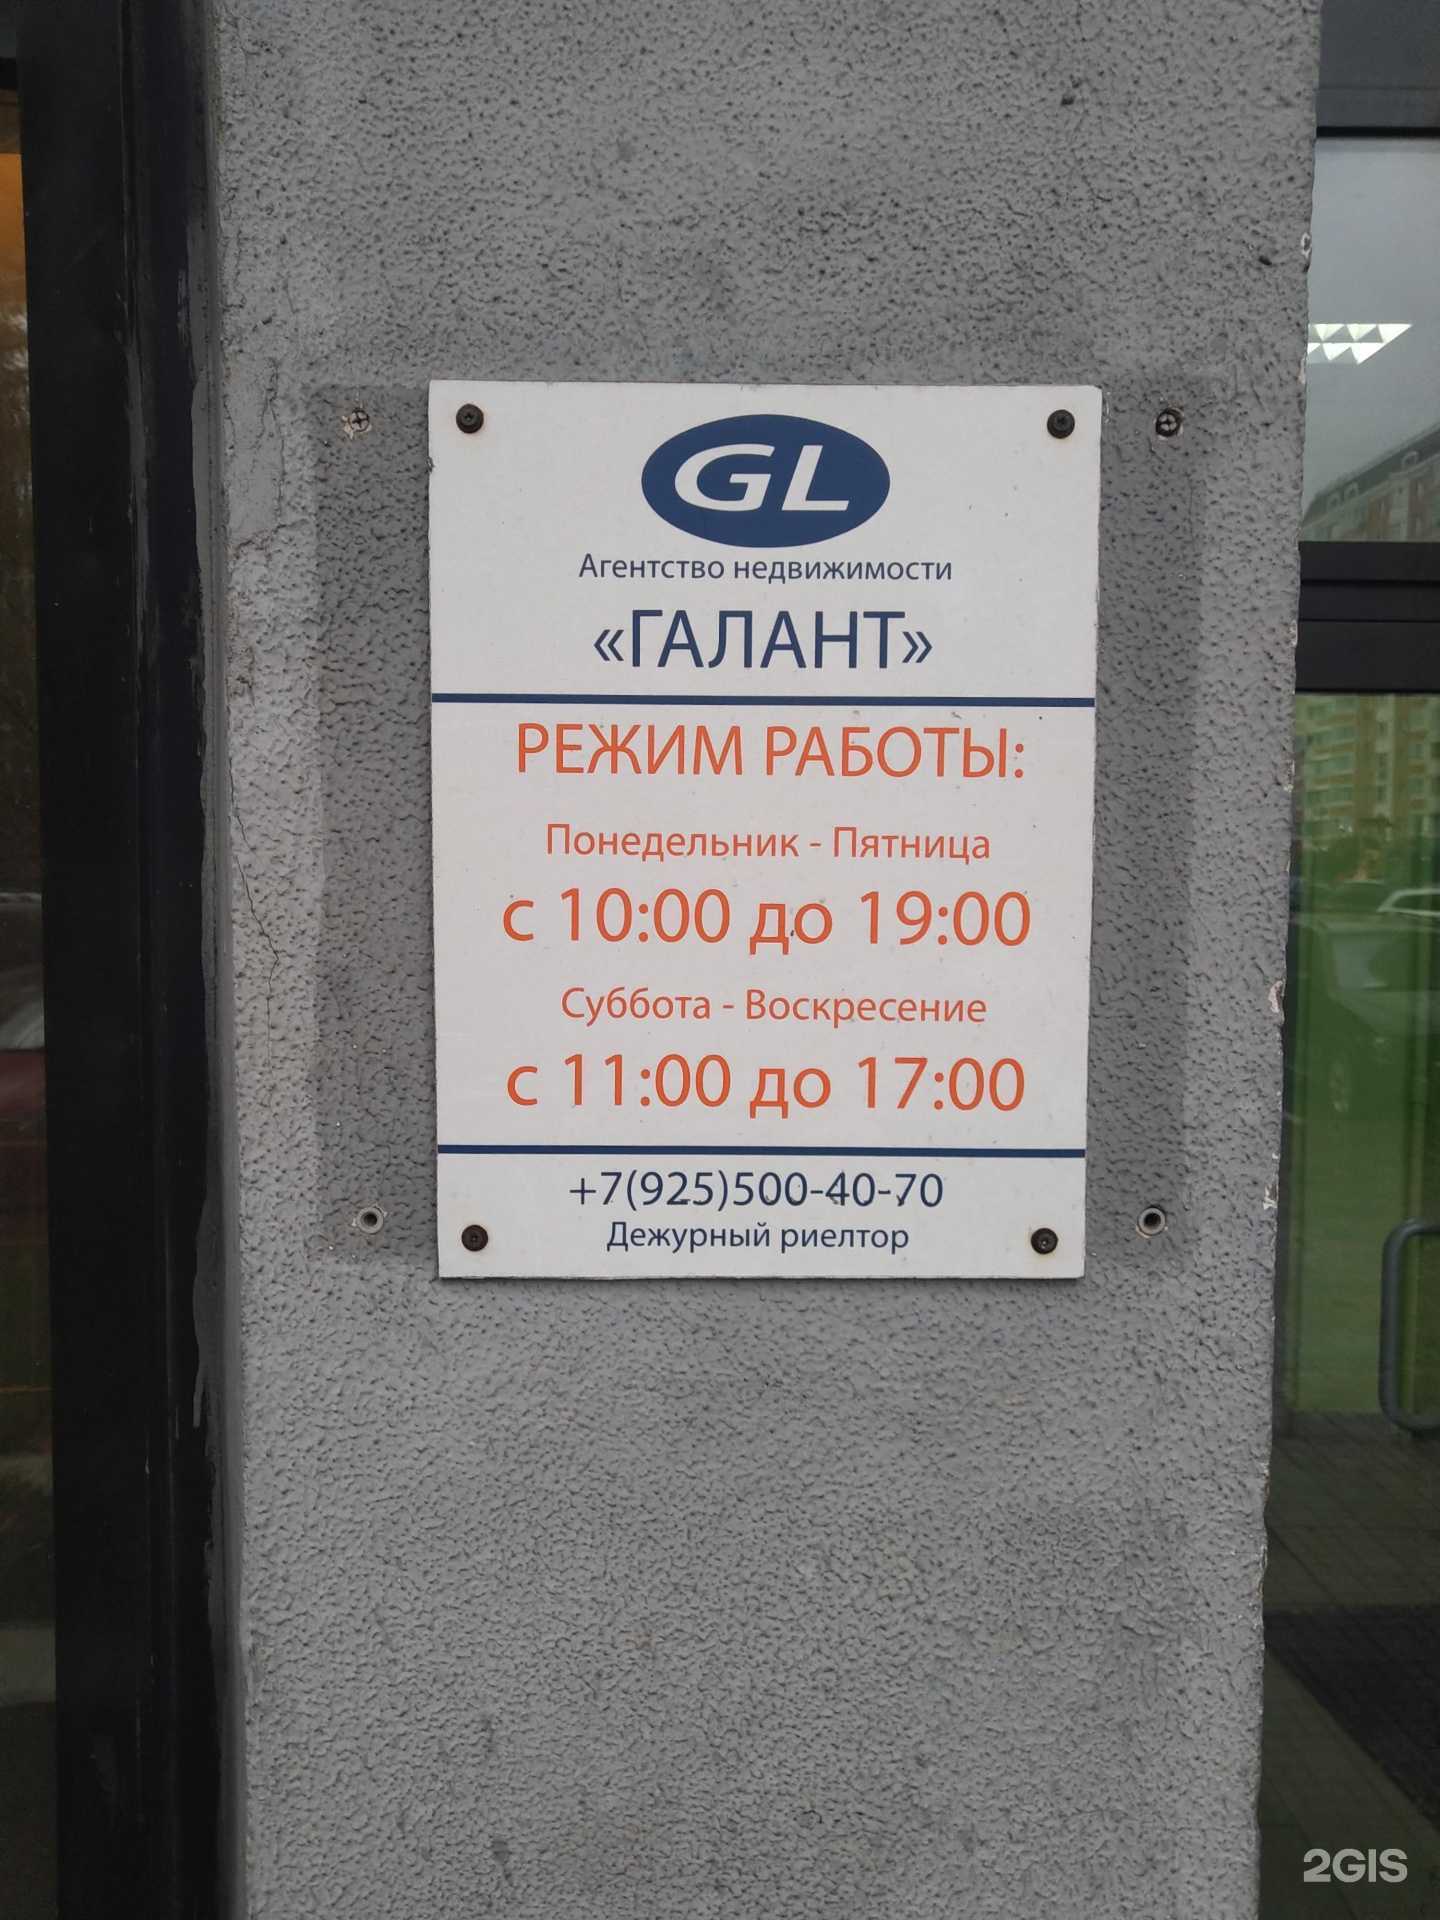 GL
Агентство недвижимости
«ГАЛАНТ»
РЕЖИМ РАБОТЫ:
Понедельник - Пятница
с 10:00 до 19:00
Суббота - Воскресение
с 11:00 до 17:00
+7(925)500-40-70
Дежурный риелтор
2GIS